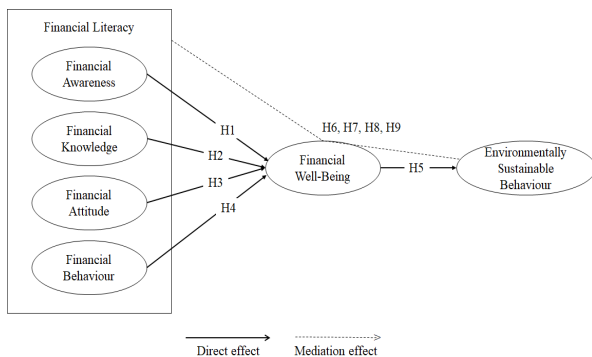 Financial Literacy
Financial
Awareness
Financial
Knowledge
Financial
Attitude
Financial
Behaviour
H1
H2
H3
H4
H6, H7, H8, H9
Financial
Well-Being
H5
Environmentally
Sustainable
Behaviour
Direct effect
Mediation effect